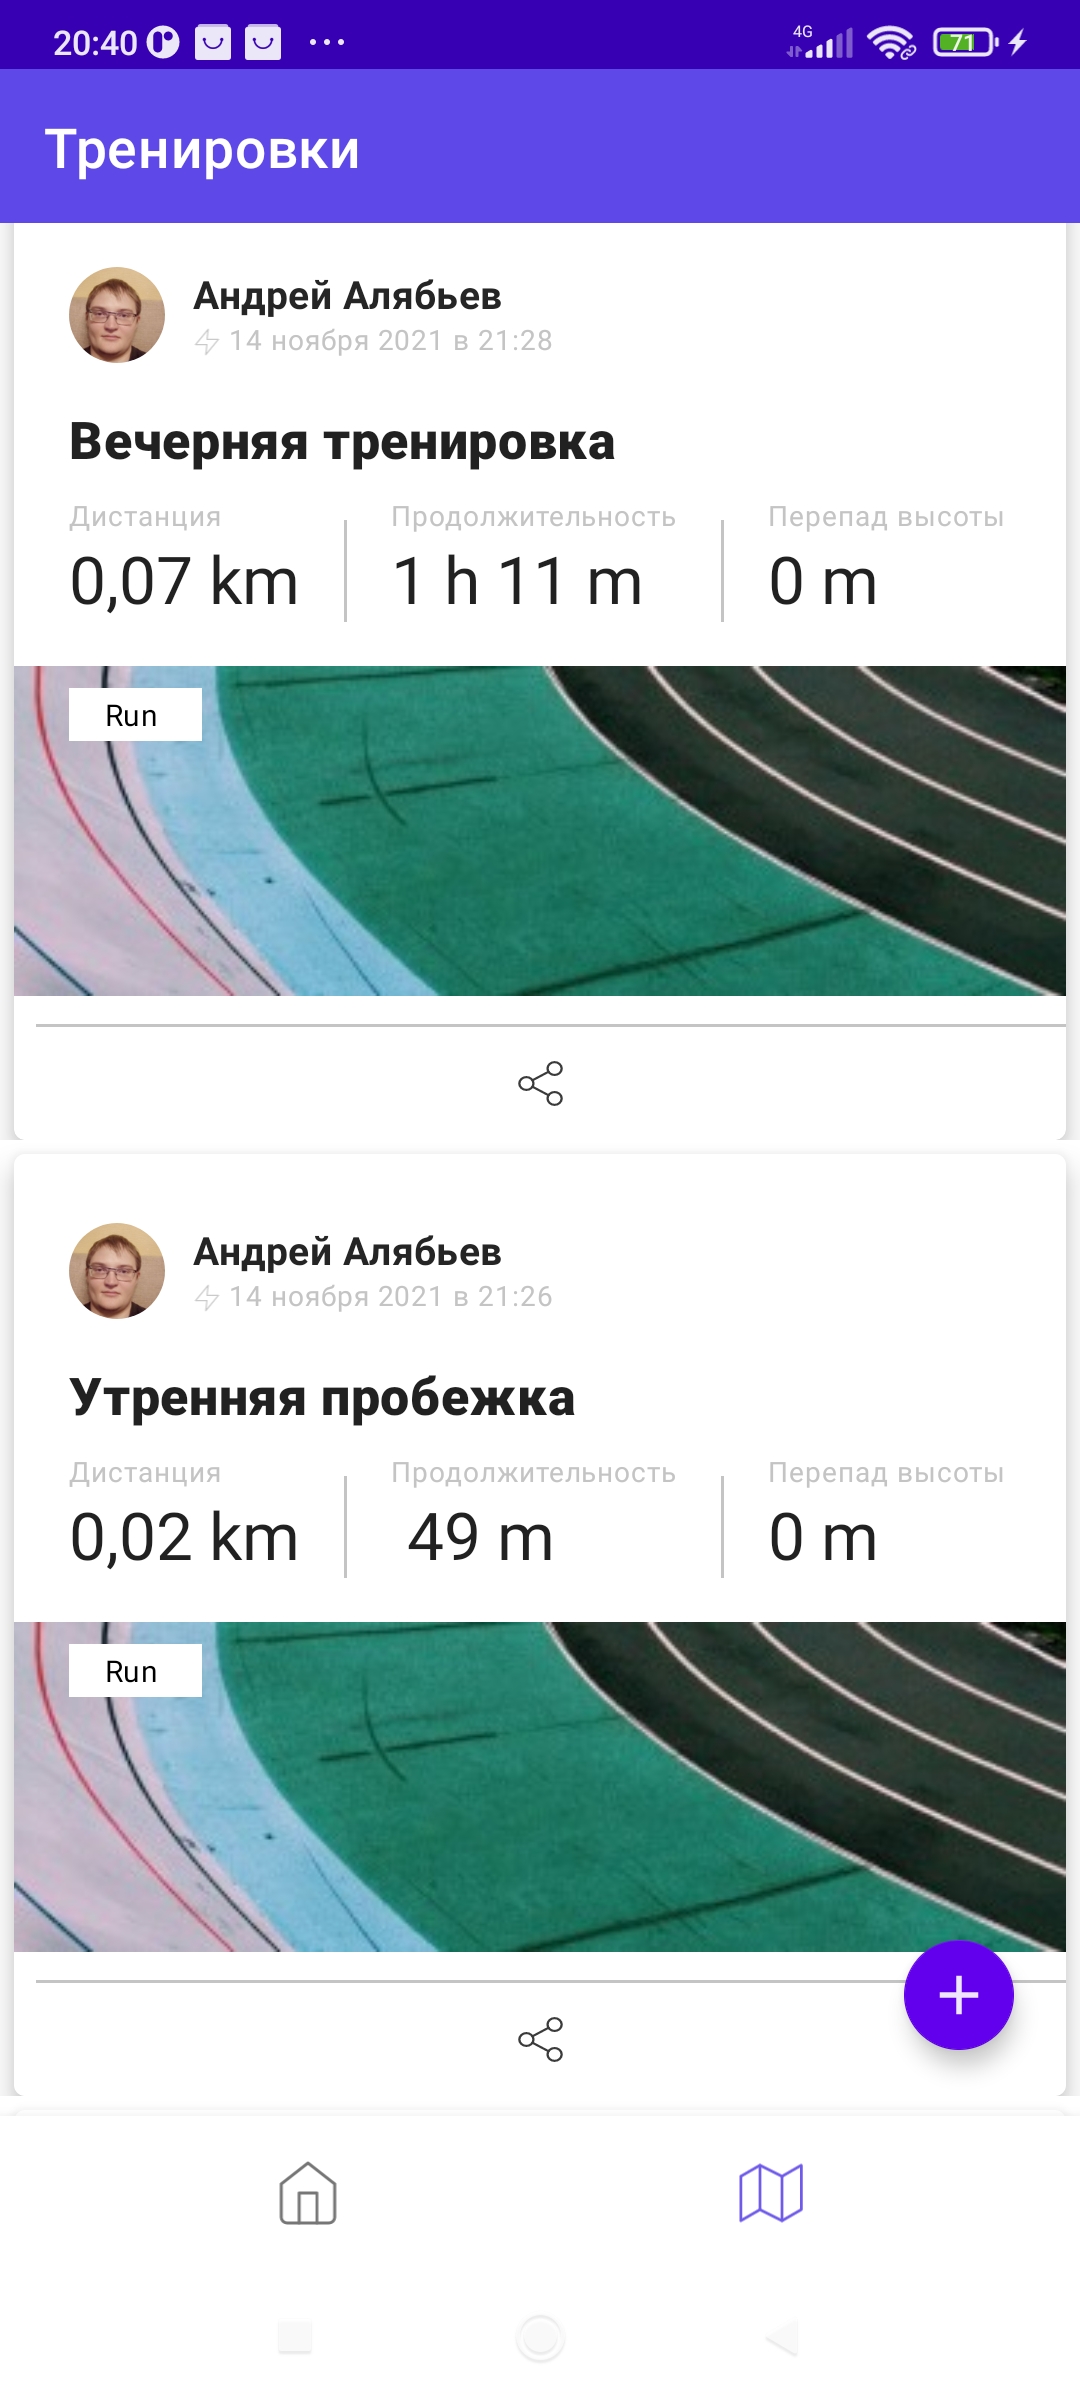 20:40
4G
71
Тренировки
Андрей Алябьев
14 ноября 2021 в 21:28
Вечерняя тренировка
Дистанция Продолжительность Перепад высоты
0,07 km 1 h 11 m 0 m
Run
Андрей Алябьев
14 ноября 2021 в 21:26
Утренняя пробежка
Дистанция Продолжительность Перепад высоты
0,02 km 49 m 0 m
Run